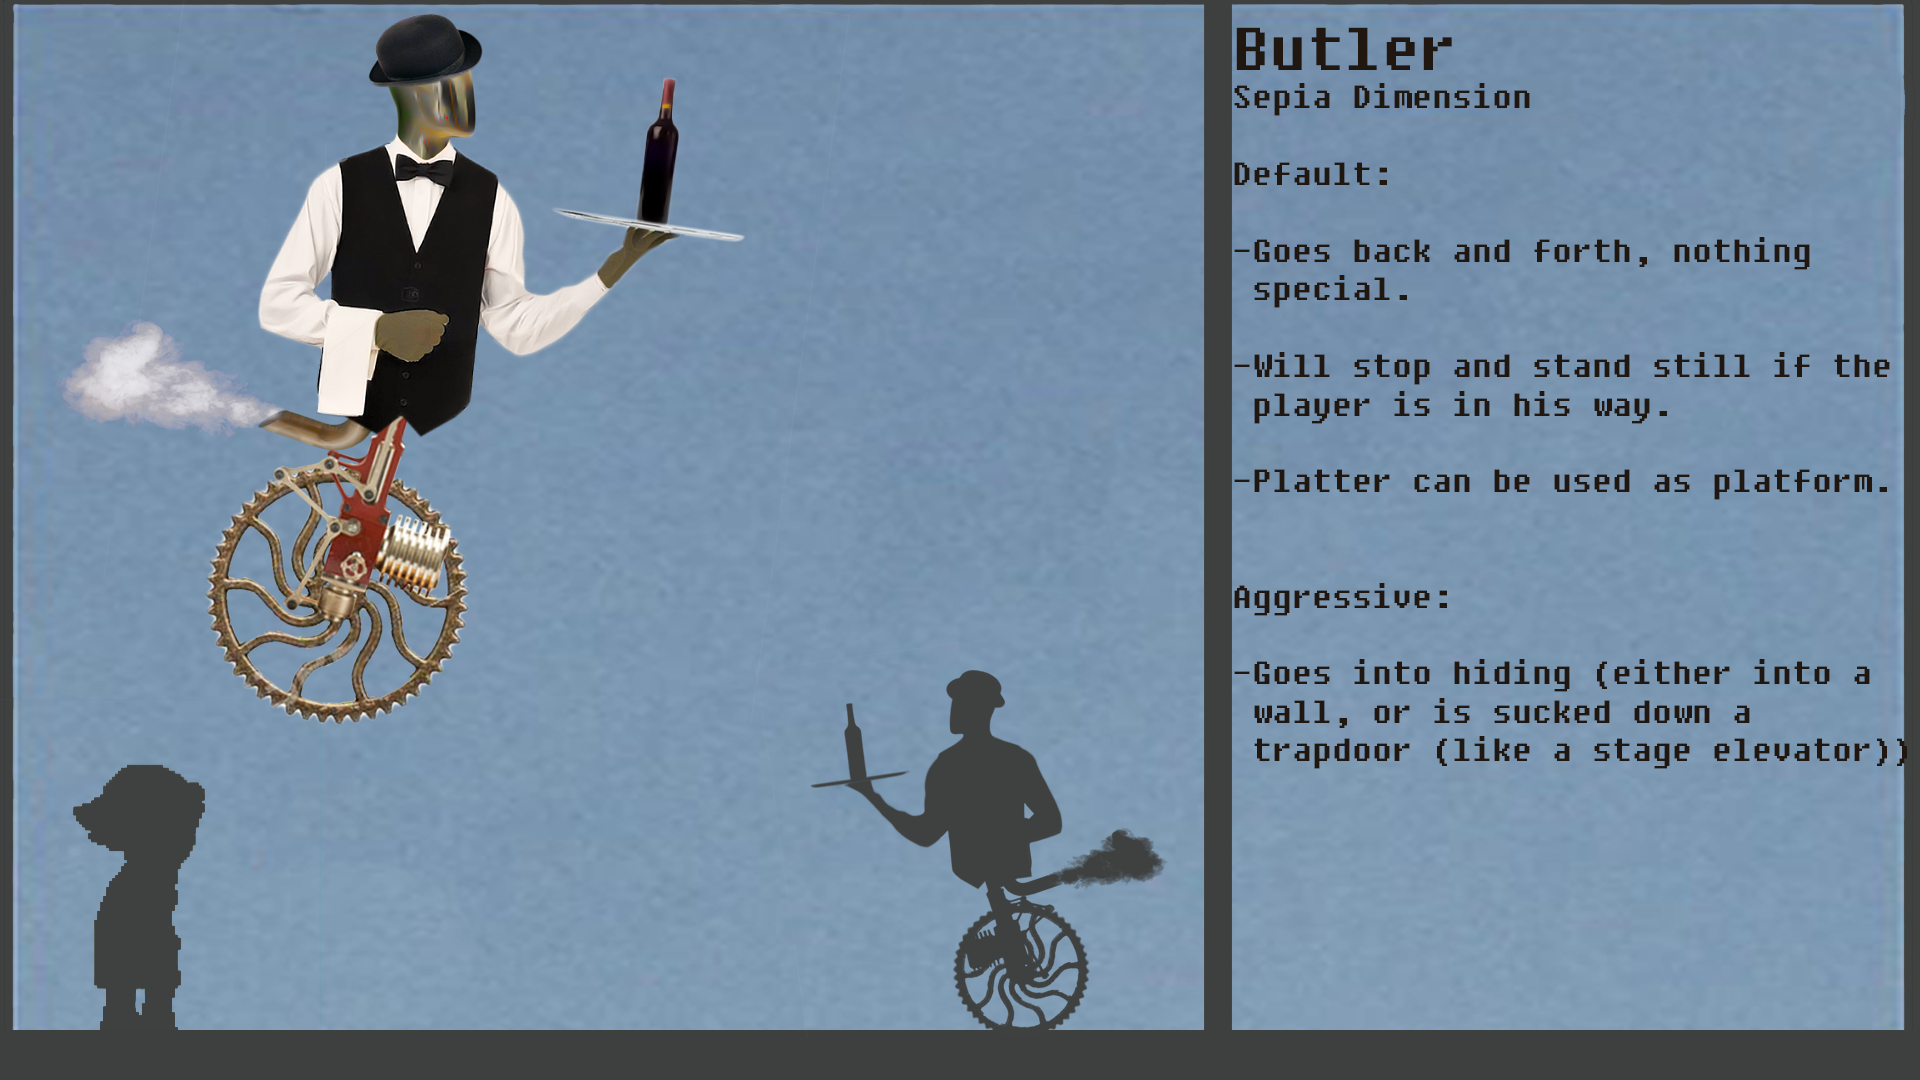 Butler
Sepia Dimension
Default:
-Goes back and forth, nothing
special.
-Will stop and stand still if the
player is in his way.
-Platter can be used as platform.
Aggressive:
-Goes into hiding (either into a
wall, or is sucked down a
trapdoor (like a stage elevator))